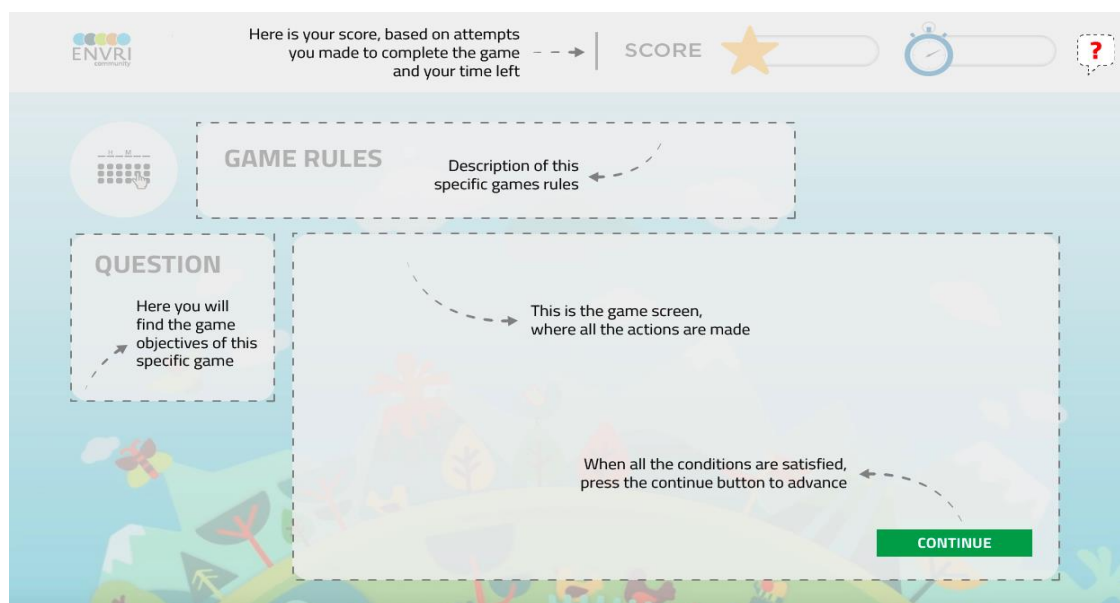 ENVRI
community
Here is your score, based on attempts
you made to complete the game
and your time left
SCORE
?
H M
GAME RULES
Description of this
specific games rules
QUESTION
Here you will
find the game
objectives of this
specific game
This is the game screen,
where all the actions are made
When all the conditions are satisfied,
press the continue button to advance
CONTINUE